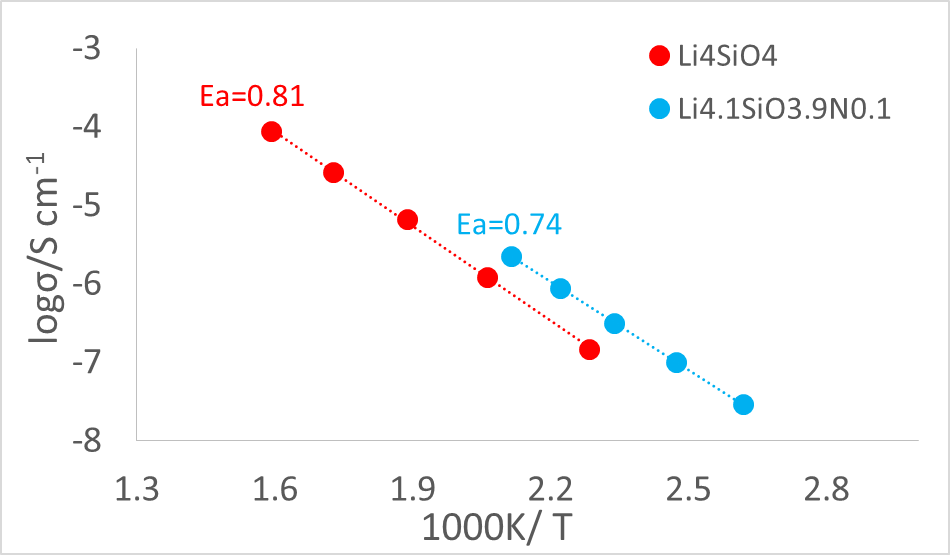 -3
-4
-5
-6
-7
-8
logσ/S cm-1
Ea=0.81
Ea=0.74
Li4SiO4
Li4.1SiO3.9N0.1
1.3 1.6 1.9 2.2 2.5 2.8
1000K/ T